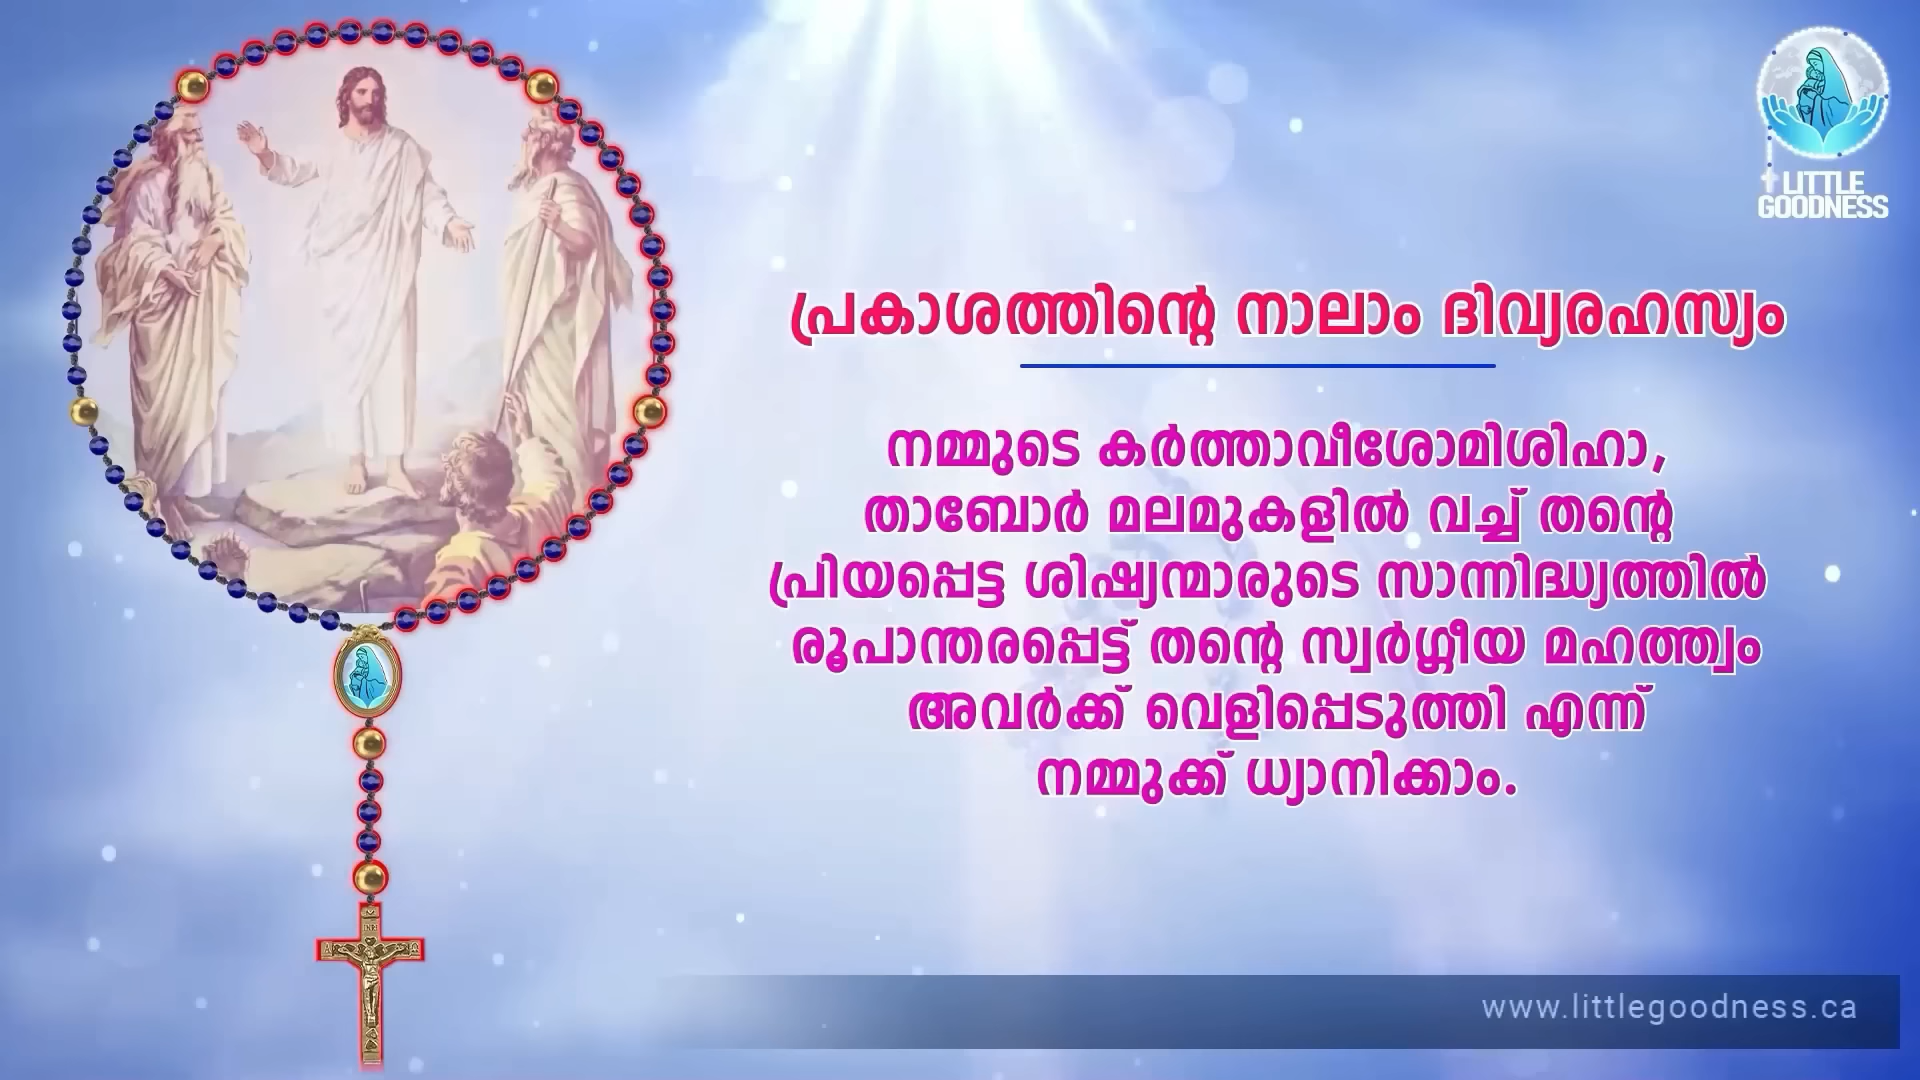 LITTLE
GOODNESS
പ്രകാശത്തിന്റെ നാലാം ദിവ്യരഹസ്യം
നമ്മുടെ കർത്താവീശോമിശിഹാ,
താബോർ മലമുകളിൽ വച്ച് തന്റെ
പ്രിയപ്പെട്ട ശിഷ്യന്മാരുടെ സാന്നിദ്ധ്യത്തിൽ
രൂപാന്തരപ്പെട്ട് തന്റെ സ്വർഗ്ഗീയ മഹത്ത്വം
അവർക്ക് വെളിപ്പെടുത്തി എന്ന്
നമ്മുക്ക് ധ്യാനിക്കാം.
INRI
www.littlegoodness.ca